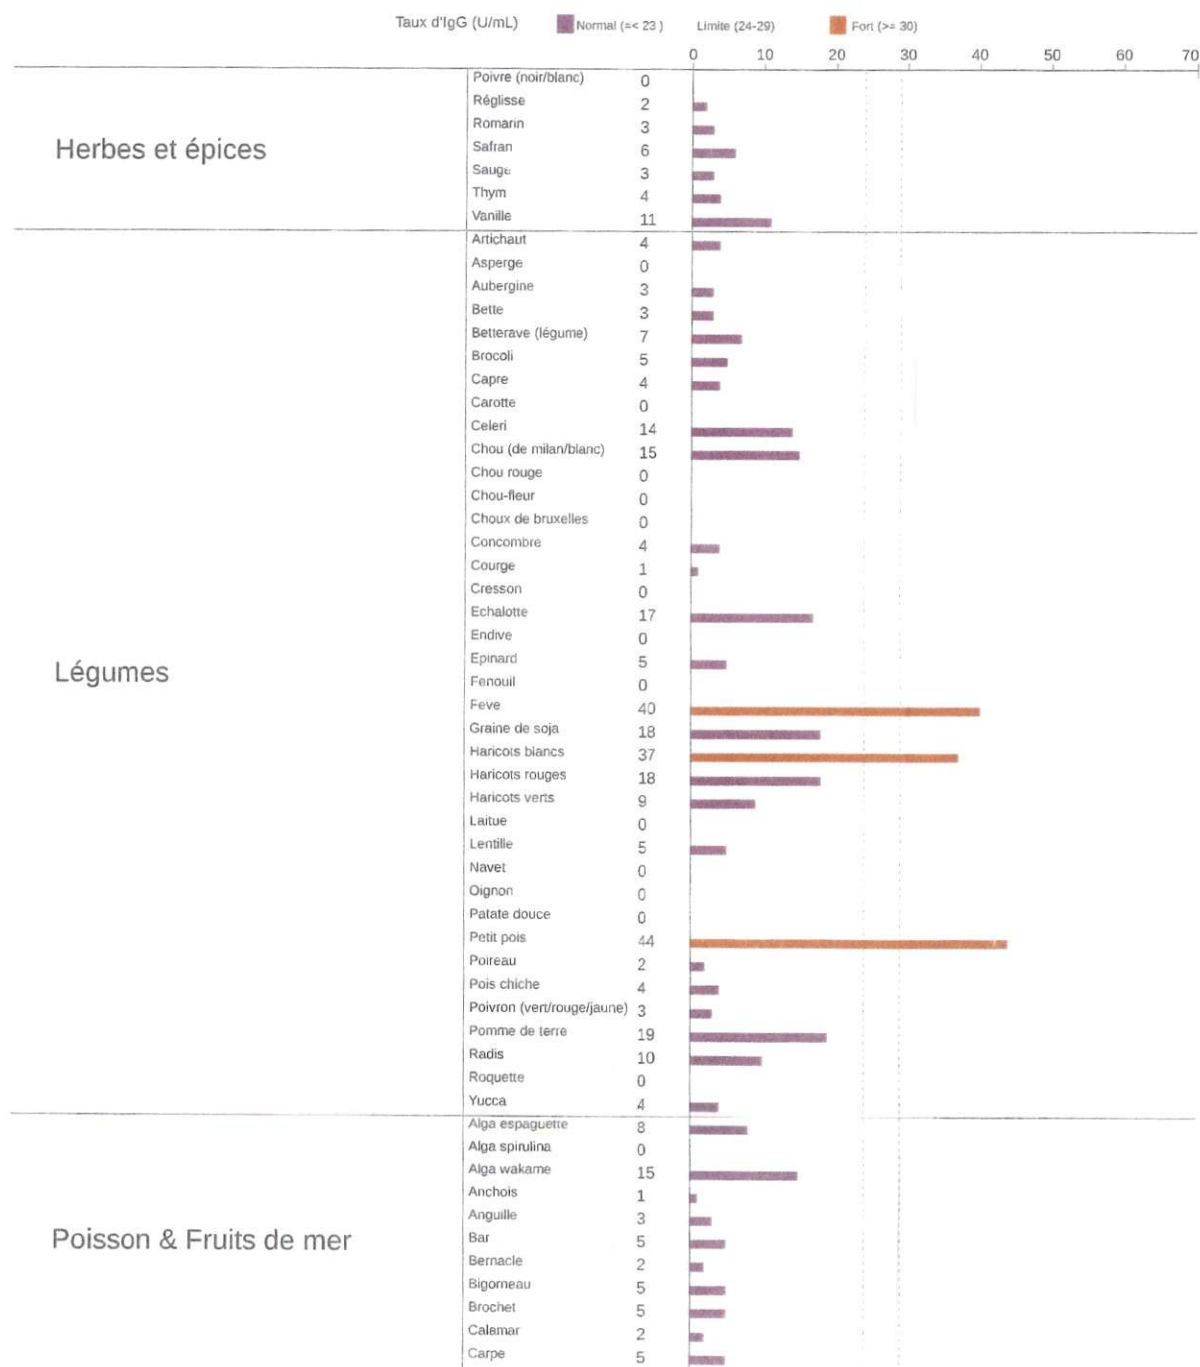 Taux d'IgG (U/mL) Normal (=< 23 ) Limite (24-29) Fort (>= 30)
0 10 20 30 40 50 60 70
Herbes et épices
Poivre (noir/blanc) 0
Réglisse 2
Romarin 3
Safran 6
Sauge 3
Thym 4
Vanille 11
Légumes
Artichaut 4
Asperge 0
Aubergine 3
Bette 3
Betterave (légume) 7
Brocoli 5
Capre 4
Carotte 0
Celeri 14
Chou (de milan/blanc) 15
Chou rouge 0
Chou-fleur 0
Choux de bruxelles 0
Concombre 4
Courge 1
Cresson 0
Echalotte 17
Endive 0
Epinard 5
Fenouil 0
Feve 40
Graine de soja 18
Haricots blancs 37
Haricots rouges 18
Haricots verts 9
Laitue 0
Lentille 5
Navet 0
Oignon 0
Patate douce 0
Petit pois 44
Poireau 2
Pois chiche 4
Poivron (vert/rouge/jaune) 3
Pomme de terre 19
Radis 10
Roquette 0
Yucca 4
Poisson & Fruits de mer
Alga espaguette 8
Alga spirulina 0
Alga wakame 15
Anchois 1
Anguille 3
Bar 5
Bernacle 2
Bigorneau 5
Brochet 5
Calamar 2
Carpe 5